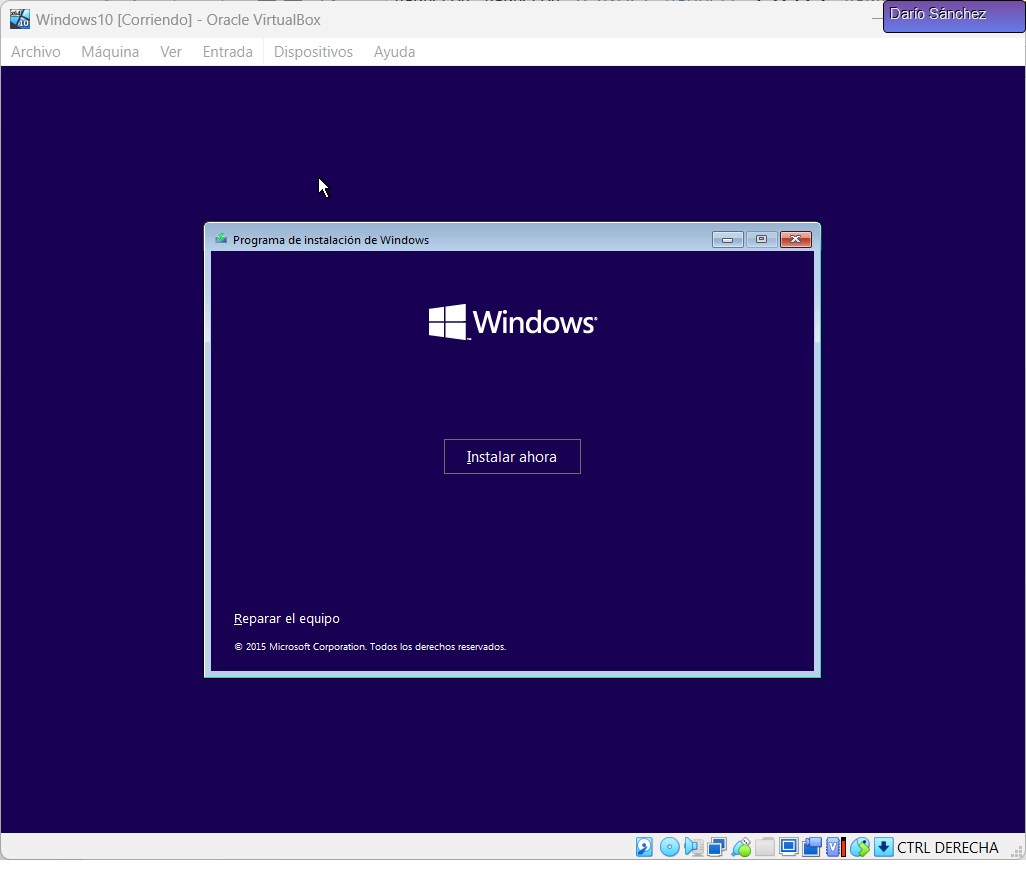 Windows10 [Corriendo] - Oracle VirtualBox
Darío Sánchez
Archivo Máquina Ver Entrada Dispositivos Ayuda
Programa de instalación de Windows
Windows
Instalar ahora
Reparar el equipo
© 2015 Microsoft Corporation. Todos los derechos reservados.
CTRL DERECHA